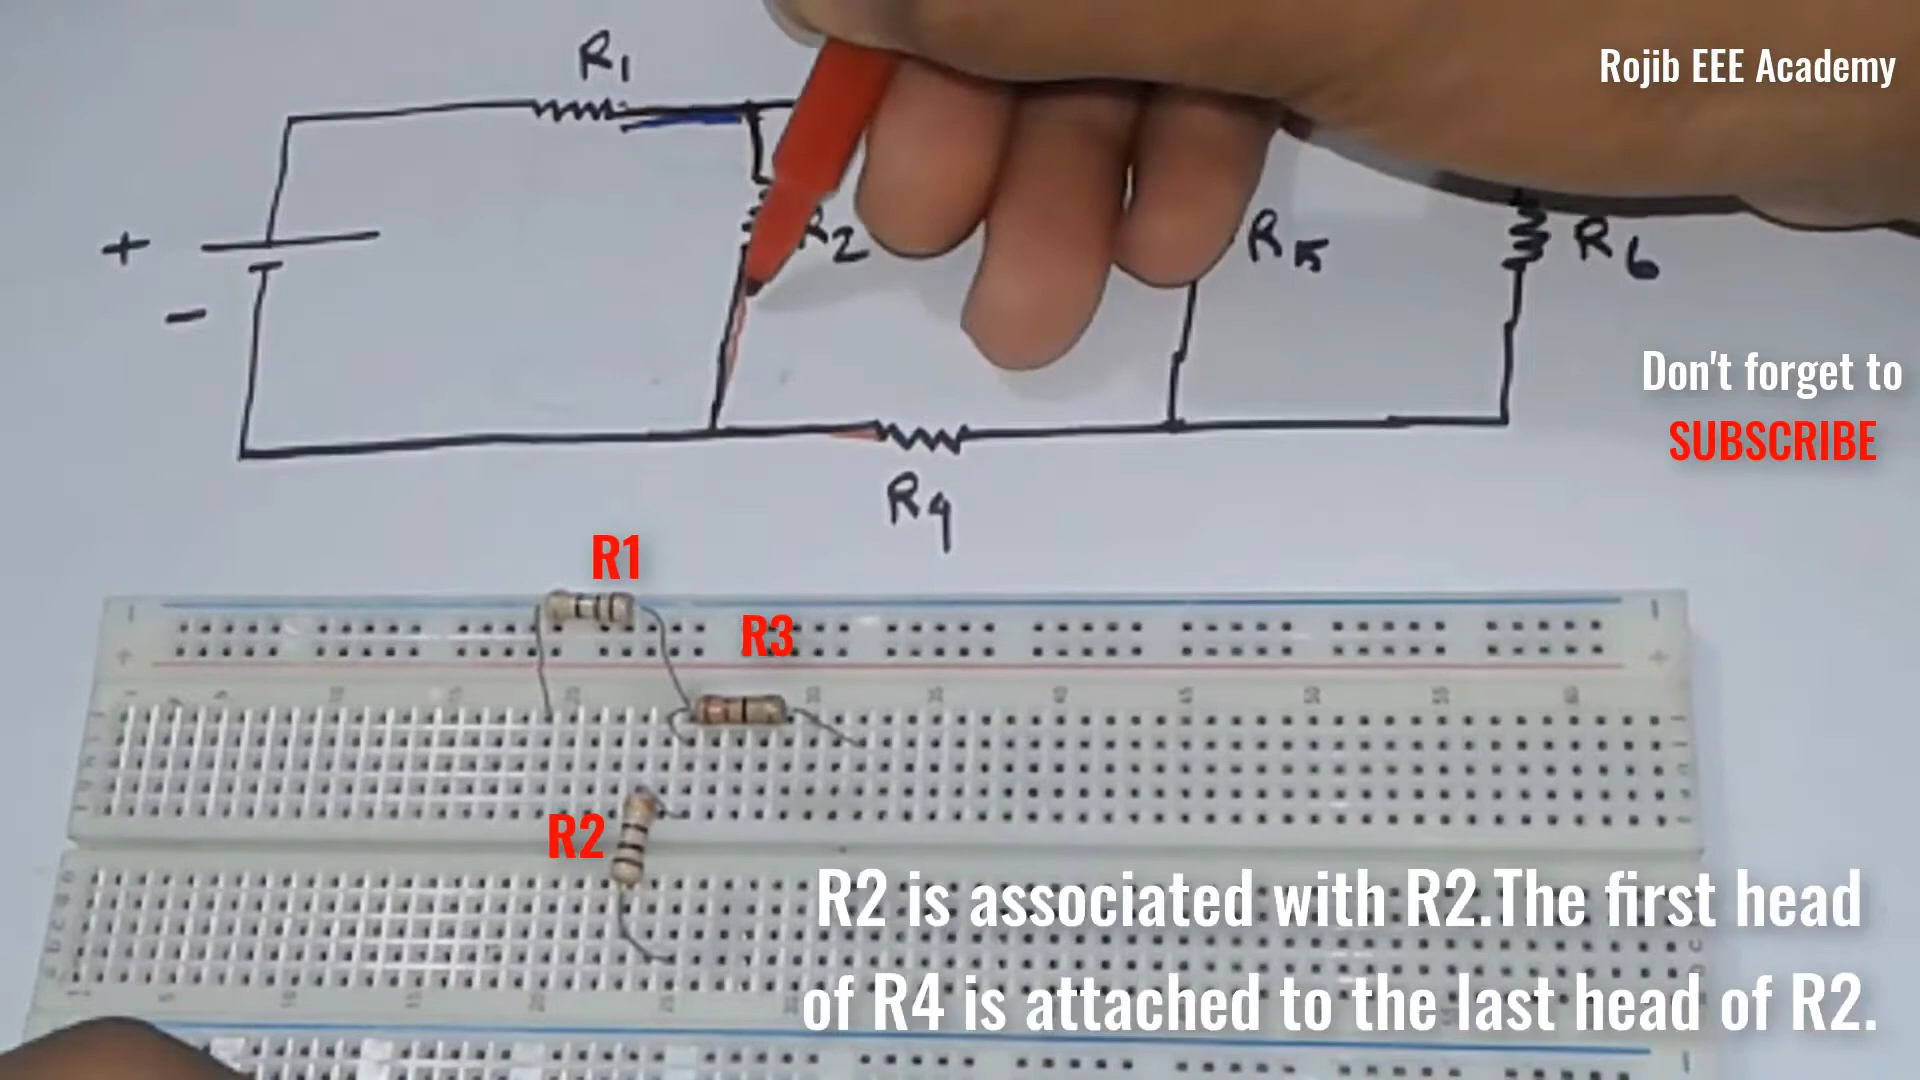 R1
Rojib EEE Academy
+
R2
R5
R6
-
Don't forget to
SUBSCRIBE
R4
R1
R3
R2
R2 is associated with R2.The first head
of R4 is attached to the last head of R2.